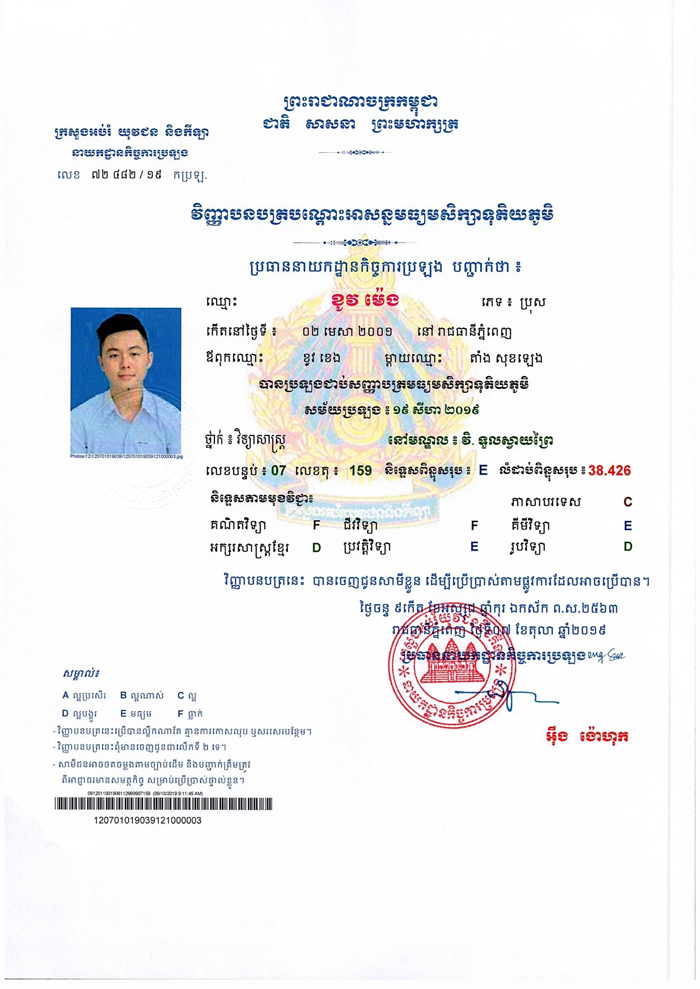 ព្រះរាជាណាចក្រកម្ពុជា
ជាតិ សាសនា ព្រះមហាក្សត្រ
ក្រសួងអប់រំ យុវជន និងកីឡា
នាយកដ្ឋានកិច្ចការប្រឡង
លេខ ៧២ ៤៨២ / ១៩ កប្រឡ.
វិញ្ញាបនបត្របណ្ដោះអាសន្នមធ្យមសិក្សាទុតិយភូមិ
ប្រធាននាយកដ្ឋានកិច្ចការប្រឡង បញ្ជាក់ថា ៖
ឈ្មោះ ខូវ ម៉េង ភេទ ៖ ប្រុស
កើតនៅថ្ងៃទី ៖ ០២ មេសា ២០០១ នៅ រាជធានីភ្នំពេញ
ឪពុកឈ្មោះ ខូវ ខេង ម្ដាយឈ្មោះ តាំង សុខឡេង
បានប្រឡងជាប់សញ្ញាបត្រមធ្យមសិក្សាទុតិយភូមិ
សម័យប្រឡង ៖ ១៩ សីហា ២០១៩
ថ្នាក់ ៖ វិទ្យាសាស្ត្រ នៅមណ្ឌល ៖ វិ. ទួលស្វាយព្រៃ
Photos/12/120701019039/120701019039121000003.jpg
លេខបន្ទប់ ៖ 07 លេខតុ ៖ 159 និទ្ទេសពិន្ទុសរុប ៖ E លំដាប់ពិន្ទុសរុប ៖ 38.426
និទ្ទេសតាមមុខវិជ្ជា៖ ភាសាបរទេស C
គណិតវិទ្យា F ជីវវិទ្យា F គីមីវិទ្យា E
អក្សរសាស្ត្រខ្មែរ D ប្រវត្តិវិទ្យា E រូបវិទ្យា D
វិញ្ញាបនបត្រនេះ បានចេញជូនសាមីខ្លួន ដើម្បីប្រើប្រាស់តាមផ្លូវការដែលអាចប្រើបាន។
ថ្ងៃចន្ទ ៩កើត ខែអស្សុជ ឆ្នាំកុរ ឯកស័ក ព.ស.២៥៦៣
រាជធានីភ្នំពេញ ថ្ងៃទី០៧ ខែតុលា ឆ្នាំ២០១៩
ប្រធាននាយកដ្ឋានកិច្ចការប្រឡង
នាយកដ្ឋានកិច្ចការប្រឡង
អ៊ឹង ង៉ោហុក
សម្គាល់៖
A ល្អប្រសើរ B ល្អណាស់ C ល្អ
D ល្អបង្គួរ E មធ្យម F ធ្លាក់
- វិញ្ញាបនបត្រនេះប្រើបានលុះណាតែ គ្មានការកោសលុប ឬសរសេរបន្ថែម។
- វិញ្ញាបនបត្រនេះពុំមានចេញជូនជាលើកទី ២ ទេ។
- សាមីជនអាចថតចម្លងតាមច្បាប់ដើម និងបញ្ជាក់ត្រឹមត្រូវ
ពីអាជ្ញាធរមានសមត្ថកិច្ច សម្រាប់ប្រើប្រាស់ផ្ទាល់ខ្លួន។
(09/10/2019 9:11:45 AM)
120701019039121000003